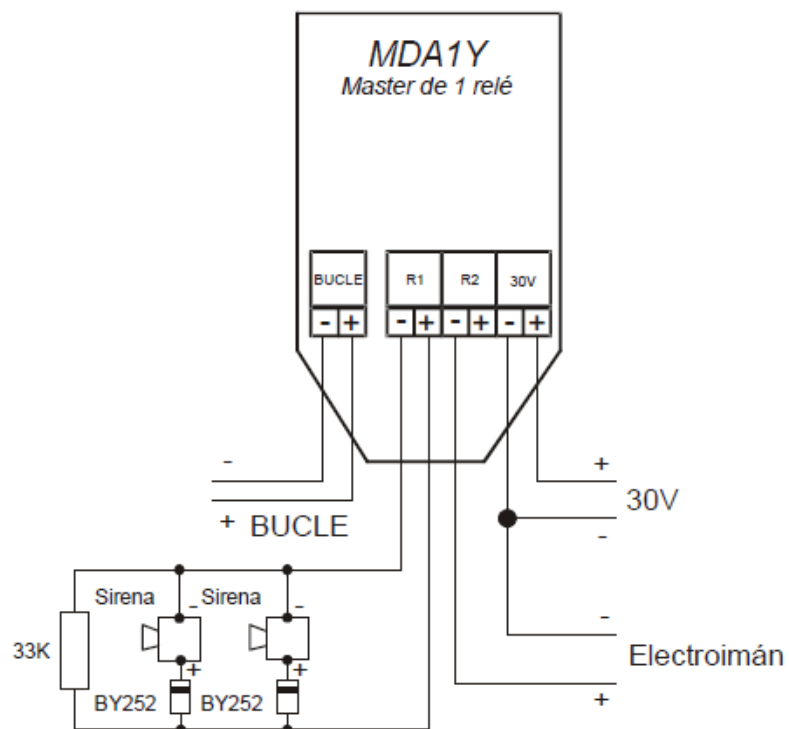 MDA1Y
Master de 1 relé
BUCLE
R1
R2
30V
- +
- + - + - +
-
+ BUCLE
+
30V
-
-
Electroimán
+
Sirena
-
Sirena
-
33K
+
+
BY252
BY252